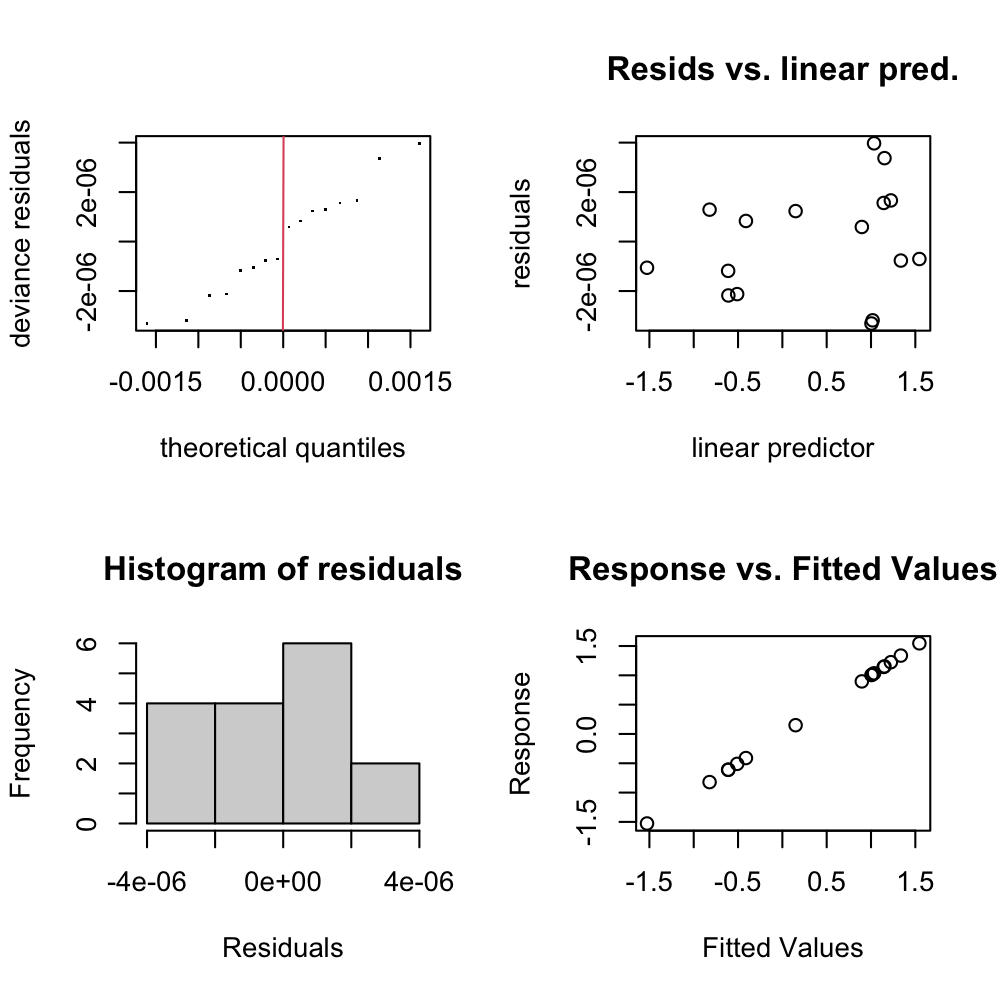 deviance residuals
2e-06
-2e-06
-0.0015 0.0000 0.0015
theoretical quantiles
Resids vs. linear pred.
residuals
2e-06
-2e-06
-1.5 -0.5 0.5 1.5
linear predictor
Histogram of residuals
Frequency
6
4
2
0
-4e-06 0e+00 4e-06
Residuals
Response vs. Fitted Values
Response
1.5
0.0
-1.5
-1.5 -0.5 0.5 1.5
Fitted Values